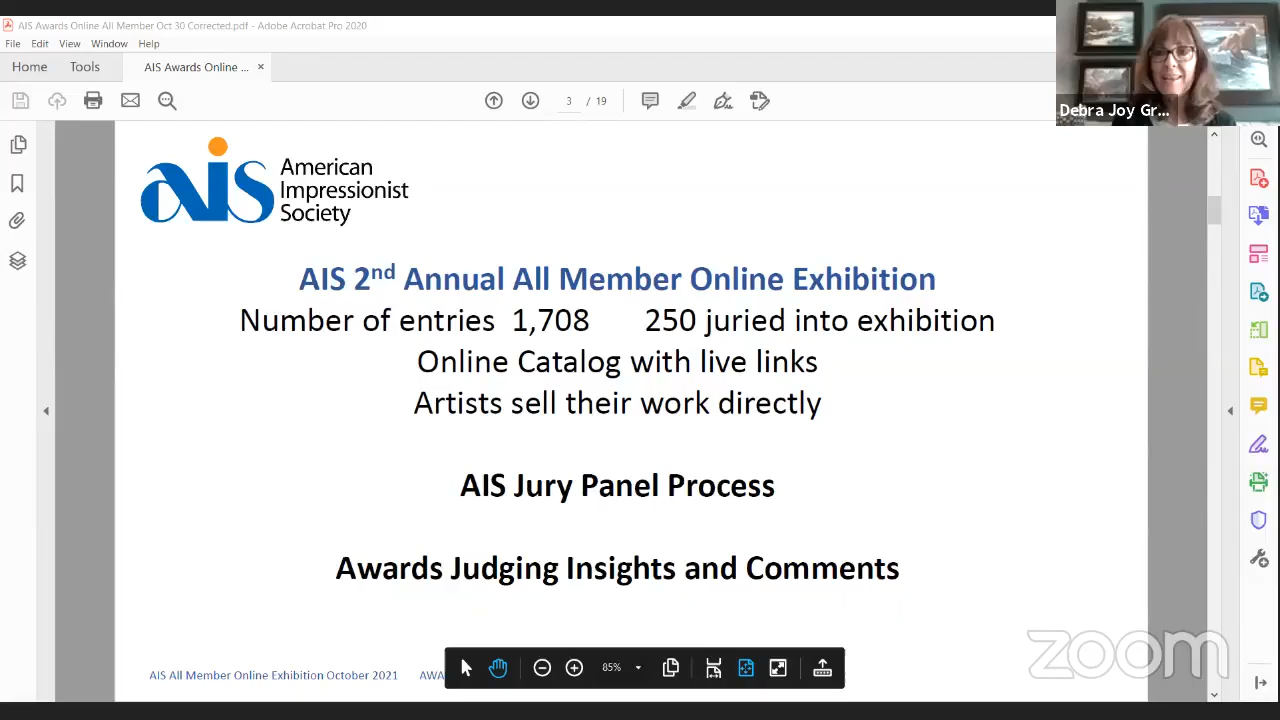 AIS Awards Online All Member Oct 30 Corrected.pdf - Adobe Acrobat Pro 2020
File Edit View Window Help
Home Tools AIS Awards Online ... ×
3 / 19
Debra Joy Gr...
ais American
Impressionist
Society
AIS 2nd Annual All Member Online Exhibition
Number of entries 1,708 250 juried into exhibition
Online Catalog with live links
Artists sell their work directly
AIS Jury Panel Process
Awards Judging Insights and Comments
85%
AIS All Member Online Exhibition October 2021 AWA
zoom